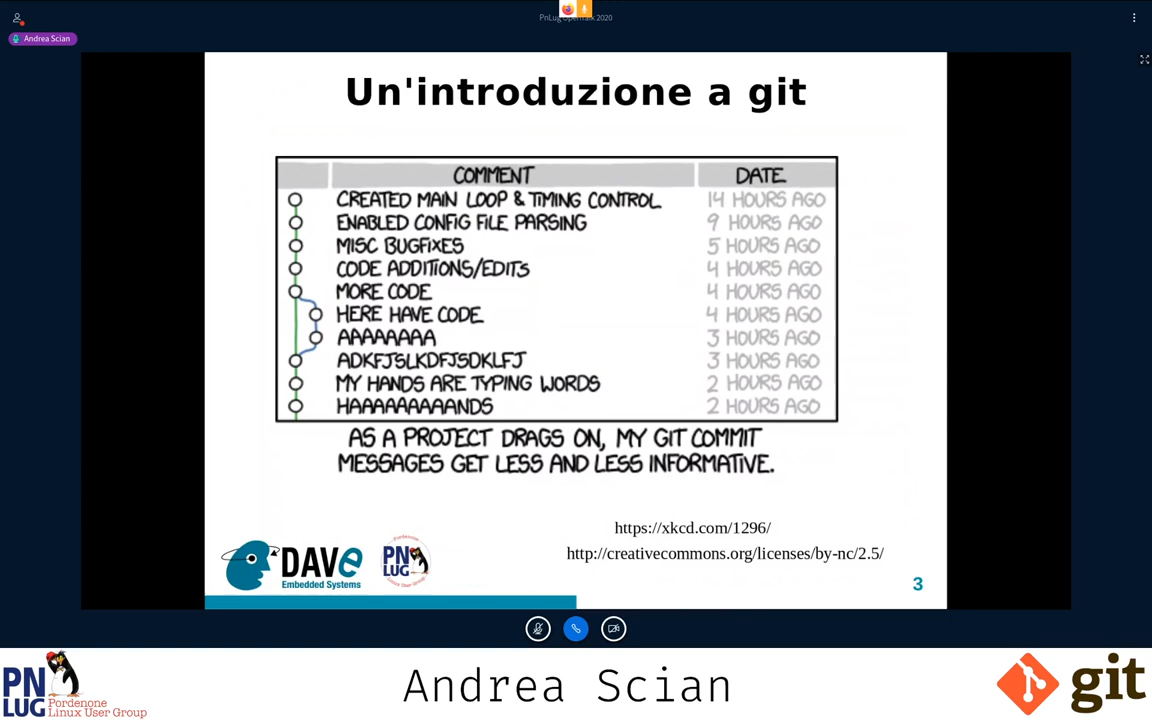 PnLug OpenTalk 2020
Andrea Scian
Un'introduzione a git
COMMENT DATE
CREATED MAIN LOOP & TIMING CONTROL 14 HOURS AGO
ENABLED CONFIG FILE PARSING 9 HOURS AGO
MISC BUGFIXES 5 HOURS AGO
CODE ADDITIONS/EDITS 4 HOURS AGO
MORE CODE 4 HOURS AGO
HERE HAVE CODE 4 HOURS AGO
AAAAAAAA 3 HOURS AGO
ADKFJSLKDFJSDKLFJ 3 HOURS AGO
MY HANDS ARE TYPING WORDS 2 HOURS AGO
HAAAAAAAAANDS 2 HOURS AGO
AS A PROJECT DRAGS ON, MY GIT COMMIT
MESSAGES GET LESS AND LESS INFORMATIVE.
https://xkcd.com/1296/
http://creativecommons.org/licenses/by-nc/2.5/
DAVE
Embedded Systems
Pordenone
PN
LUG
Linux User Group
3
PN
LUG
Pordenone
Linux User Group
Andrea Scian
git